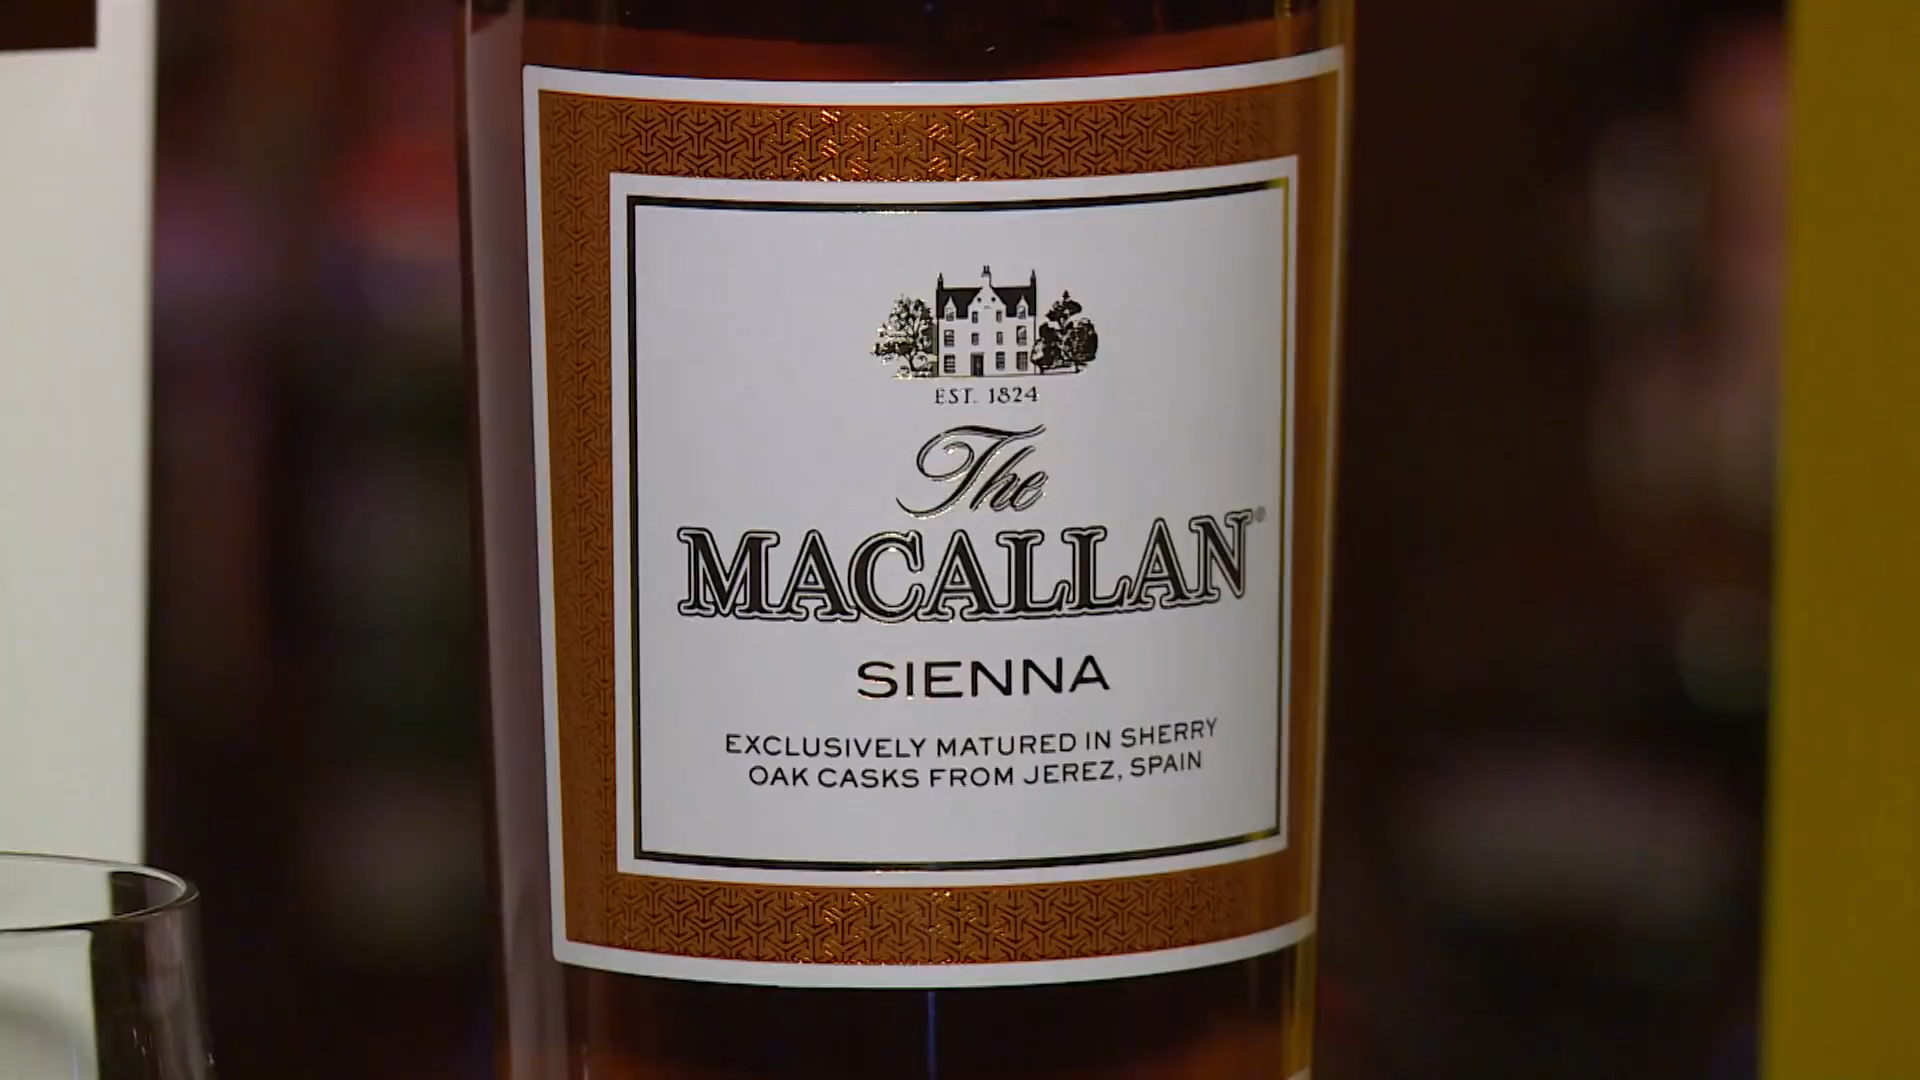 EST. 1824
The
MACALLAN®
SIENNA
EXCLUSIVELY MATURED IN SHERRY
OAK CASKS FROM JEREZ, SPAIN